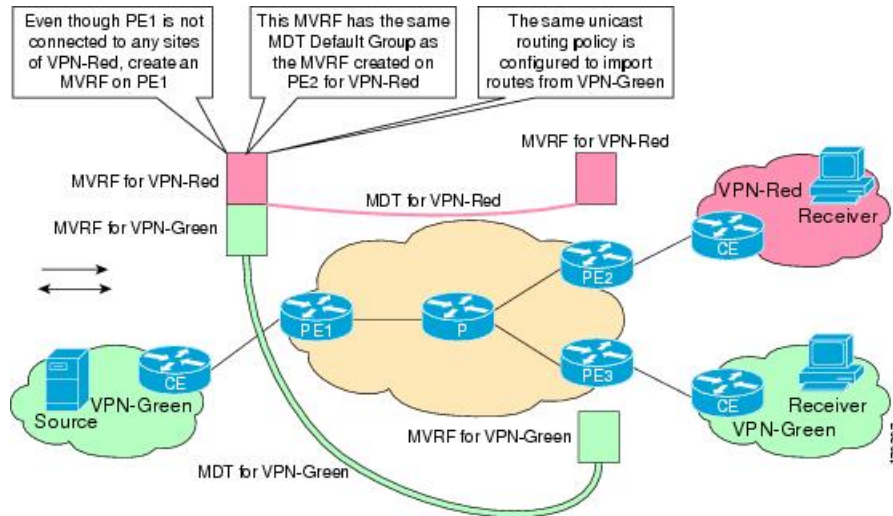 Even though PE1 is not
connected to any sites
of VPN-Red, create an
MVRF on PE1
This MVRF has the same
MDT Default Group as
the MVRF created on
PE2 for VPN-Red
The same unicast
routing policy is
configured to import
routes from VPN-Green
MVRF for VPN-Red
MVRF for VPN-Red
MDT for VPN-Red
MVRF for VPN-Green
VPN-Red
Receiver
CE
PE2
PE1
P
PE3
CE
VPN-Green
Source
CE
Receiver
VPN-Green
MVRF for VPN-Green
MDT for VPN-Green